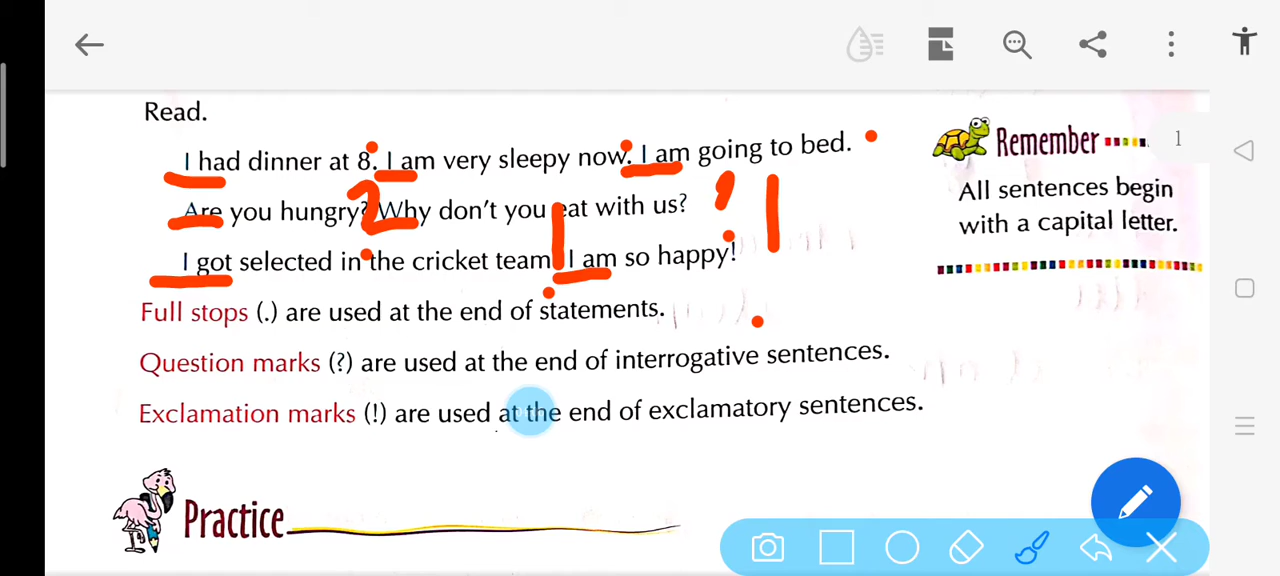 1
Read.
I had dinner at 8. I am very sleepy now. I am going to bed.
Are you hungry? Why don't you eat with us?
I got selected in the cricket team! I am so happy!
Full stops (.) are used at the end of statements.
Question marks (?) are used at the end of interrogative sentences.
Exclamation marks (!) are used at the end of exclamatory sentences.
Remember
All sentences begin
with a capital letter.
Practice